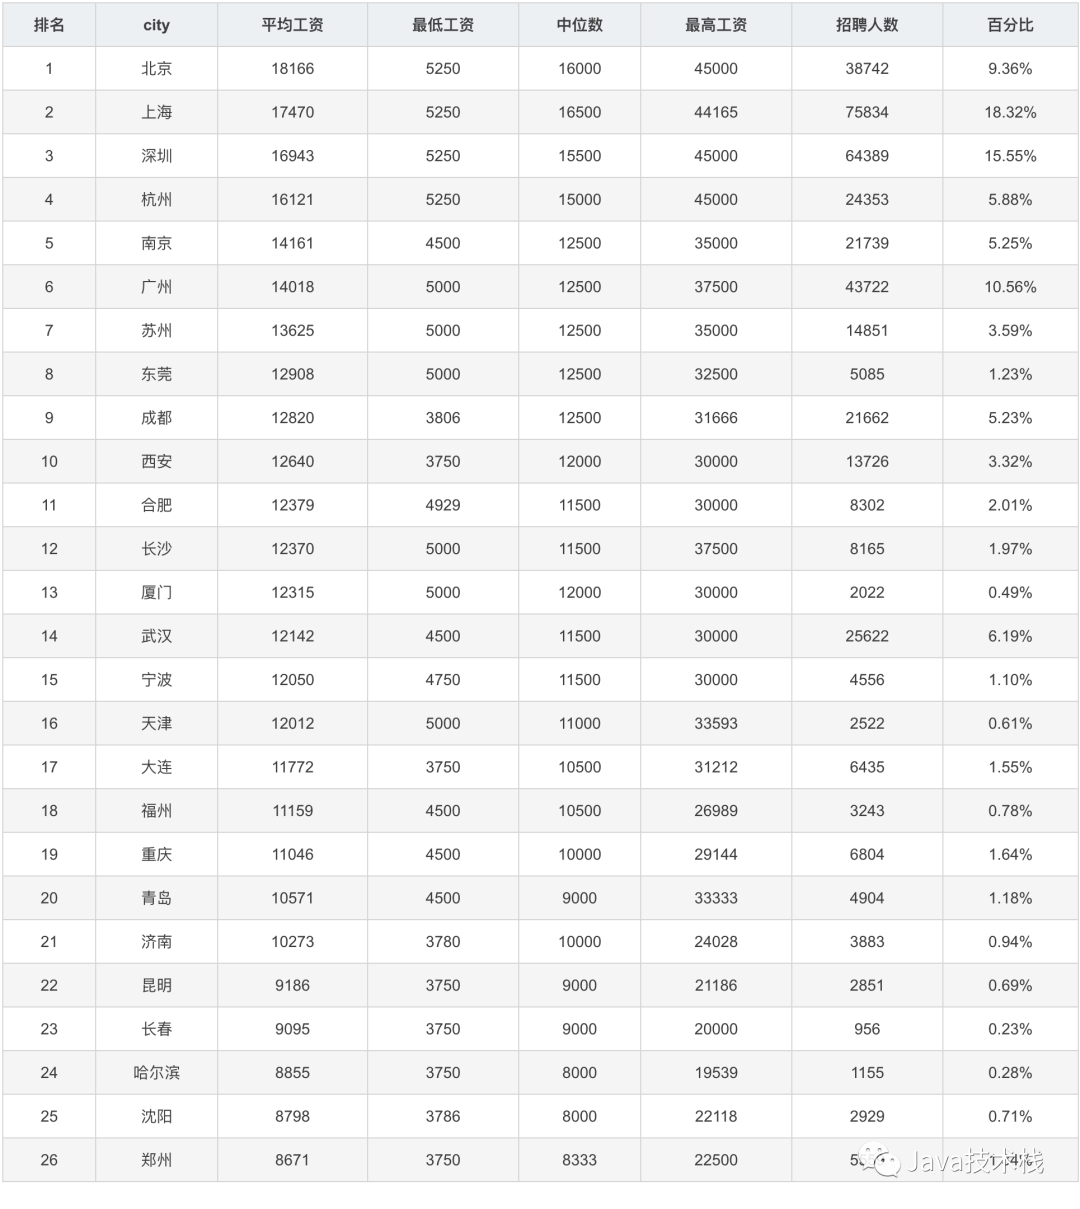 排名 city 平均工资 最低工资 中位数 最高工资 招聘人数 百分比
1 北京 18166 5250 16000 45000 38742 9.36%
2 上海 17470 5250 16500 44165 75834 18.32%
3 深圳 16943 5250 15500 45000 64389 15.55%
4 杭州 16121 5250 15000 45000 24353 5.88%
5 南京 14161 4500 12500 35000 21739 5.25%
6 广州 14018 5000 12500 37500 43722 10.56%
7 苏州 13625 5000 12500 35000 14851 3.59%
8 东莞 12908 5000 12500 32500 5085 1.23%
9 成都 12820 3806 12500 31666 21662 5.23%
10 西安 12640 3750 12000 30000 13726 3.32%
11 合肥 12379 4929 11500 30000 8302 2.01%
12 长沙 12370 5000 11500 37500 8165 1.97%
13 厦门 12315 5000 12000 30000 2022 0.49%
14 武汉 12142 4500 11500 30000 25622 6.19%
15 宁波 12050 4750 11500 30000 4556 1.10%
16 天津 12012 5000 11000 33593 2522 0.61%
17 大连 11772 3750 10500 31212 6435 1.55%
18 福州 11159 4500 10500 26989 3243 0.78%
19 重庆 11046 4500 10000 29144 6804 1.64%
20 青岛 10571 4500 9000 33333 4904 1.18%
21 济南 10273 3780 10000 24028 3883 0.94%
22 昆明 9186 3750 9000 21186 2851 0.69%
23 长春 9095 3750 9000 20000 956 0.23%
24 哈尔滨 8855 3750 8000 19539 1155 0.28%
25 沈阳 8798 3786 8000 22118 2929 0.71%
26 郑州 8671 3750 8333 22500
Java技术栈